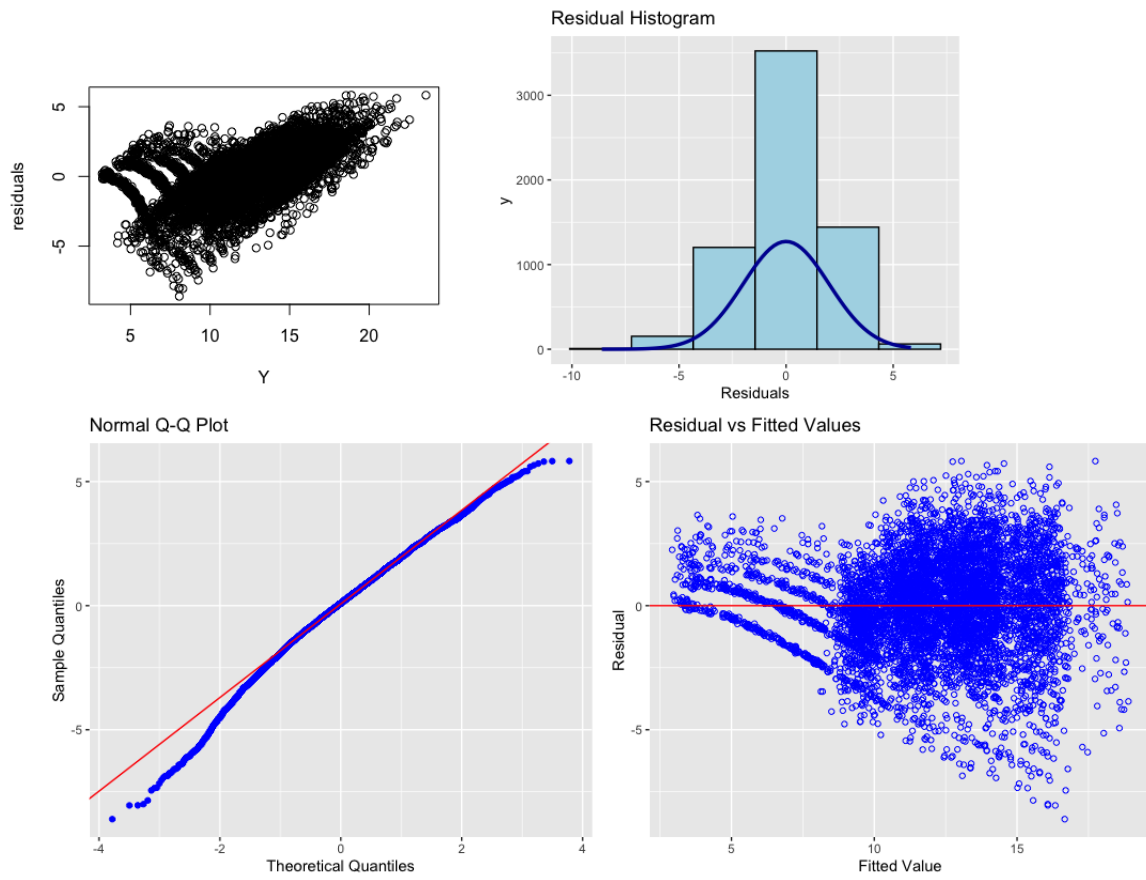 residuals
5
0
-5
5 10 15 20
Y
Residual Histogram
y
3000
2000
1000
0
-10 -5 0 5
Residuals
Normal Q-Q Plot
Sample Quantiles
5
0
-5
-4 -2 0 2 4
Theoretical Quantiles
Residual vs Fitted Values
Residual
5
0
-5
5 10 15
Fitted Value